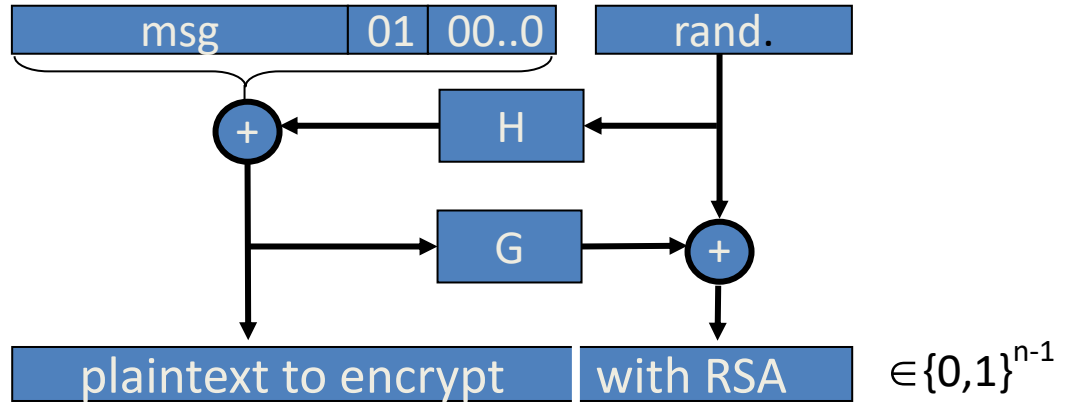 msg 01 00..0 rand.
+ H
G +
plaintext to encrypt with RSA ∈{0,1}ⁿ⁻¹